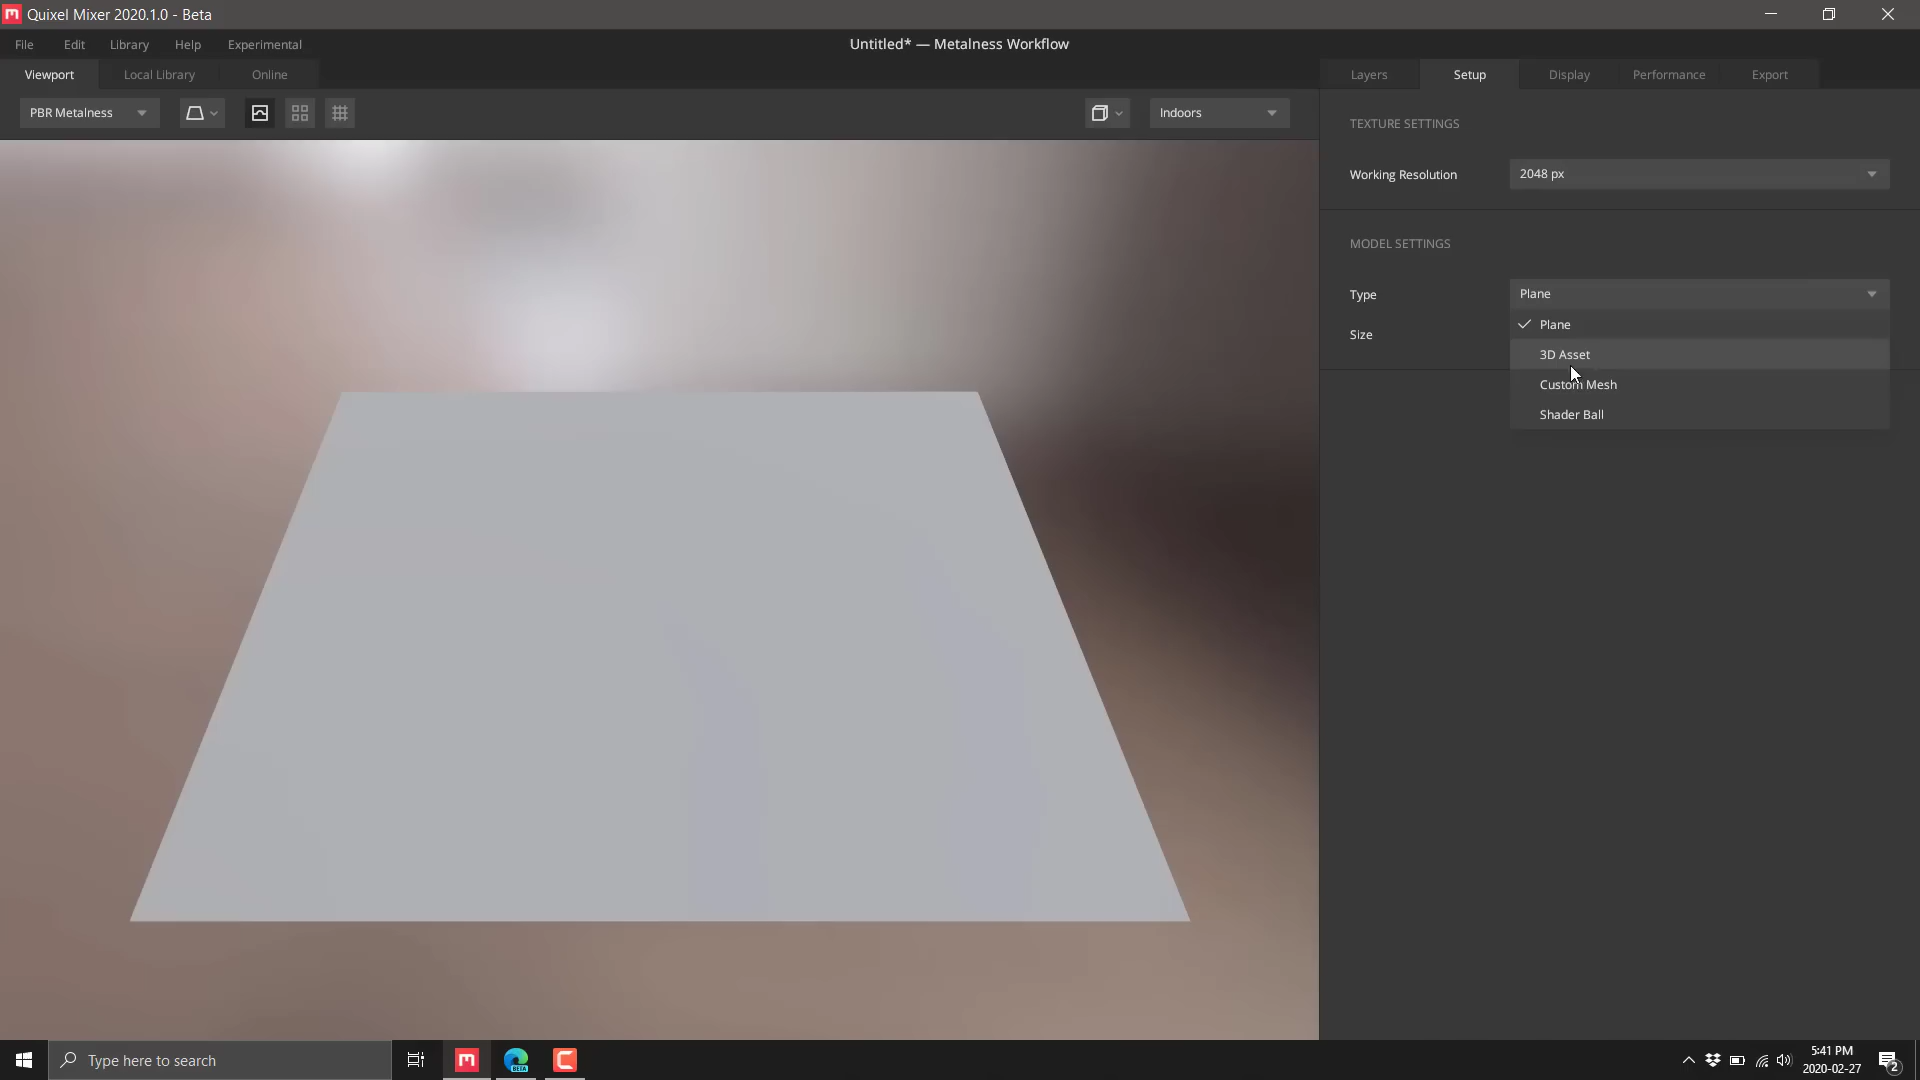 Quixel Mixer 2020.1.0 - Beta
File Edit Library Help Experimental
Untitled* — Metalness Workflow
Viewport Local Library Online
Layers Setup Display Performance Export
PBR Metalness
Indoors
TEXTURE SETTINGS
Working Resolution 2048 px
MODEL SETTINGS
Type Plane
Plane
Size
3D Asset
Custom Mesh
Shader Ball
Type here to search
BETA
5:41 PM
2020-02-27
2